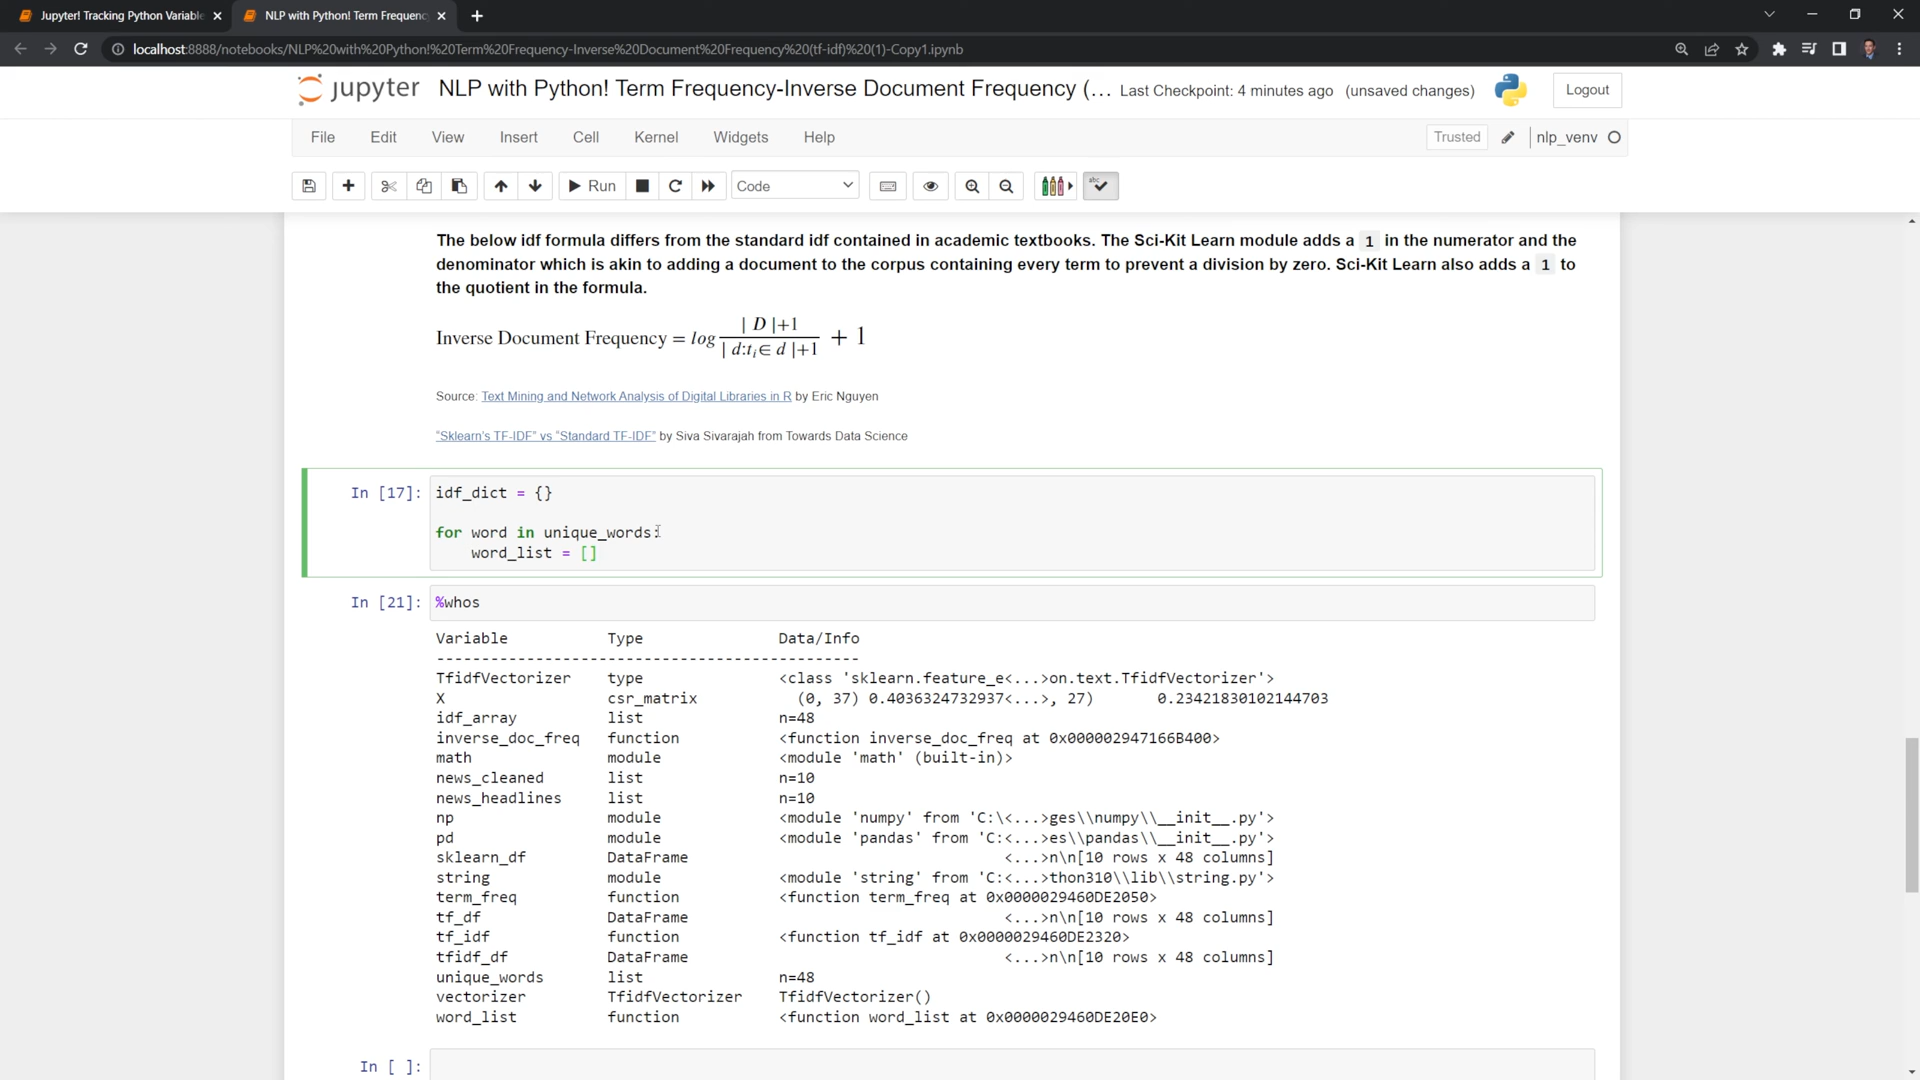 Jupyter! Tracking Python Variable
NLP with Python! Term Frequenc
localhost:8888/notebooks/NLP%20with%20Python!%20Term%20Frequency-Inverse%20Document%20Frequency%20(tf-idf)%20(1)-Copy1.ipynb
jupyter NLP with Python! Term Frequency-Inverse Document Frequency (... Last Checkpoint: 4 minutes ago (unsaved changes) Logout
File Edit View Insert Cell Kernel Widgets Help Trusted nlp_venv
Run Code abc
The below idf formula differs from the standard idf contained in academic textbooks. The Sci-Kit Learn module adds a 1 in the numerator and the
denominator which is akin to adding a document to the corpus containing every term to prevent a division by zero. Sci-Kit Learn also adds a 1 to
the quotient in the formula.
| D |+1
Inverse Document Frequency = log + 1
| d:ti∈ d |+1
Source: Text Mining and Network Analysis of Digital Libraries in R by Eric Nguyen
"Sklearn's TF-IDF" vs "Standard TF-IDF" by Siva Sivarajah from Towards Data Science
In [17]: idf_dict = {}
for word in unique_words:
word_list = []
In [21]: %whos
Variable Type Data/Info
-----------------------------------------------
TfidfVectorizer type <class 'sklearn.feature_e<...>on.text.TfidfVectorizer'>
X csr_matrix (0, 37) 0.4036324732937<...>, 27) 0.23421830102144703
idf_array list n=48
inverse_doc_freq function <function inverse_doc_freq at 0x000002947166B400>
math module <module 'math' (built-in)>
news_cleaned list n=10
news_headlines list n=10
np module <module 'numpy' from 'C:\<...>ges\\numpy\\__init__.py'>
pd module <module 'pandas' from 'C:<...>es\\pandas\\__init__.py'>
sklearn_df DataFrame <...>n\n[10 rows x 48 columns]
string module <module 'string' from 'C:<...>thon310\\lib\\string.py'>
term_freq function <function term_freq at 0x0000029460DE2050>
tf_df DataFrame <...>n\n[10 rows x 48 columns]
tf_idf function <function tf_idf at 0x0000029460DE2320>
tfidf_df DataFrame <...>n\n[10 rows x 48 columns]
unique_words list n=48
vectorizer TfidfVectorizer TfidfVectorizer()
word_list function <function word_list at 0x0000029460DE20E0>
In [ ]: